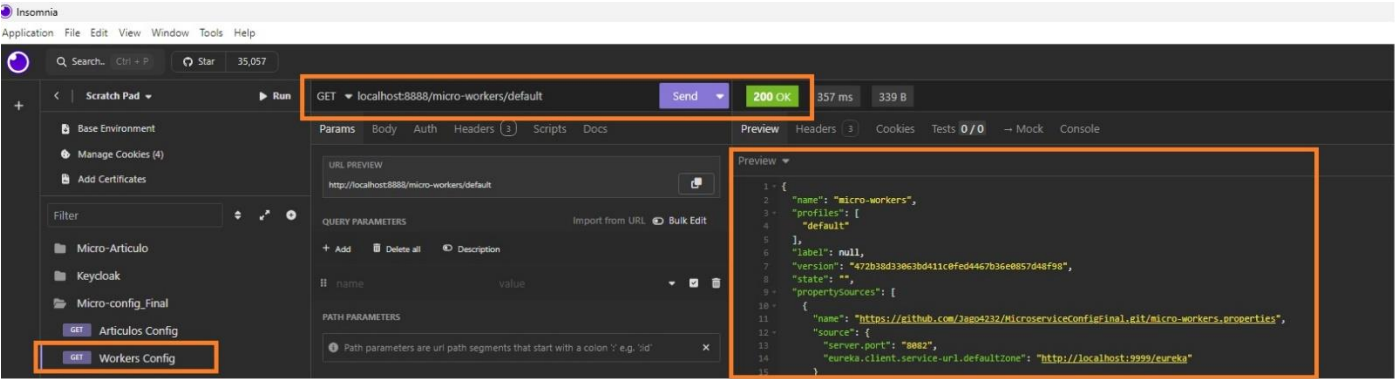 Insomnia
Application File Edit View Window Tools Help
Search.. Ctrl + P Star 35,057
Scratch Pad Run
Base Environment
Manage Cookies (4)
Add Certificates
Filter
Micro-Articulo
Keycloak
Micro-config_Final
GET Articulos Config
GET Workers Config
GET localhost:8888/micro-workers/default Send
Params Body Auth Headers 3 Scripts Docs
URL PREVIEW
http://localhost:8888/micro-workers/default
QUERY PARAMETERS Import from URL Bulk Edit
+ Add Delete all Description
name value
PATH PARAMETERS
Path parameters are url path segments that start with a colon ':' e.g. ':id'
200 OK 357 ms 339 B
Preview Headers 3 Cookies Tests 0 / 0 → Mock Console
Preview
1 {
2 "name": "micro-workers",
3 "profiles": [
4 "default"
5 ],
6 "label": null,
7 "version": "472b38d33063bd411c0fed4467b36e0857d48f98",
8 "state": "",
9 "propertySources": [
10 {
11 "name": "https://github.com/Jago4232/MicroserviceConfigFinal.git/micro-workers.properties",
12 "source": {
13 "server.port": "8082",
14 "eureka.client.service-url.defaultZone": "http://localhost:9999/eureka"
15 }